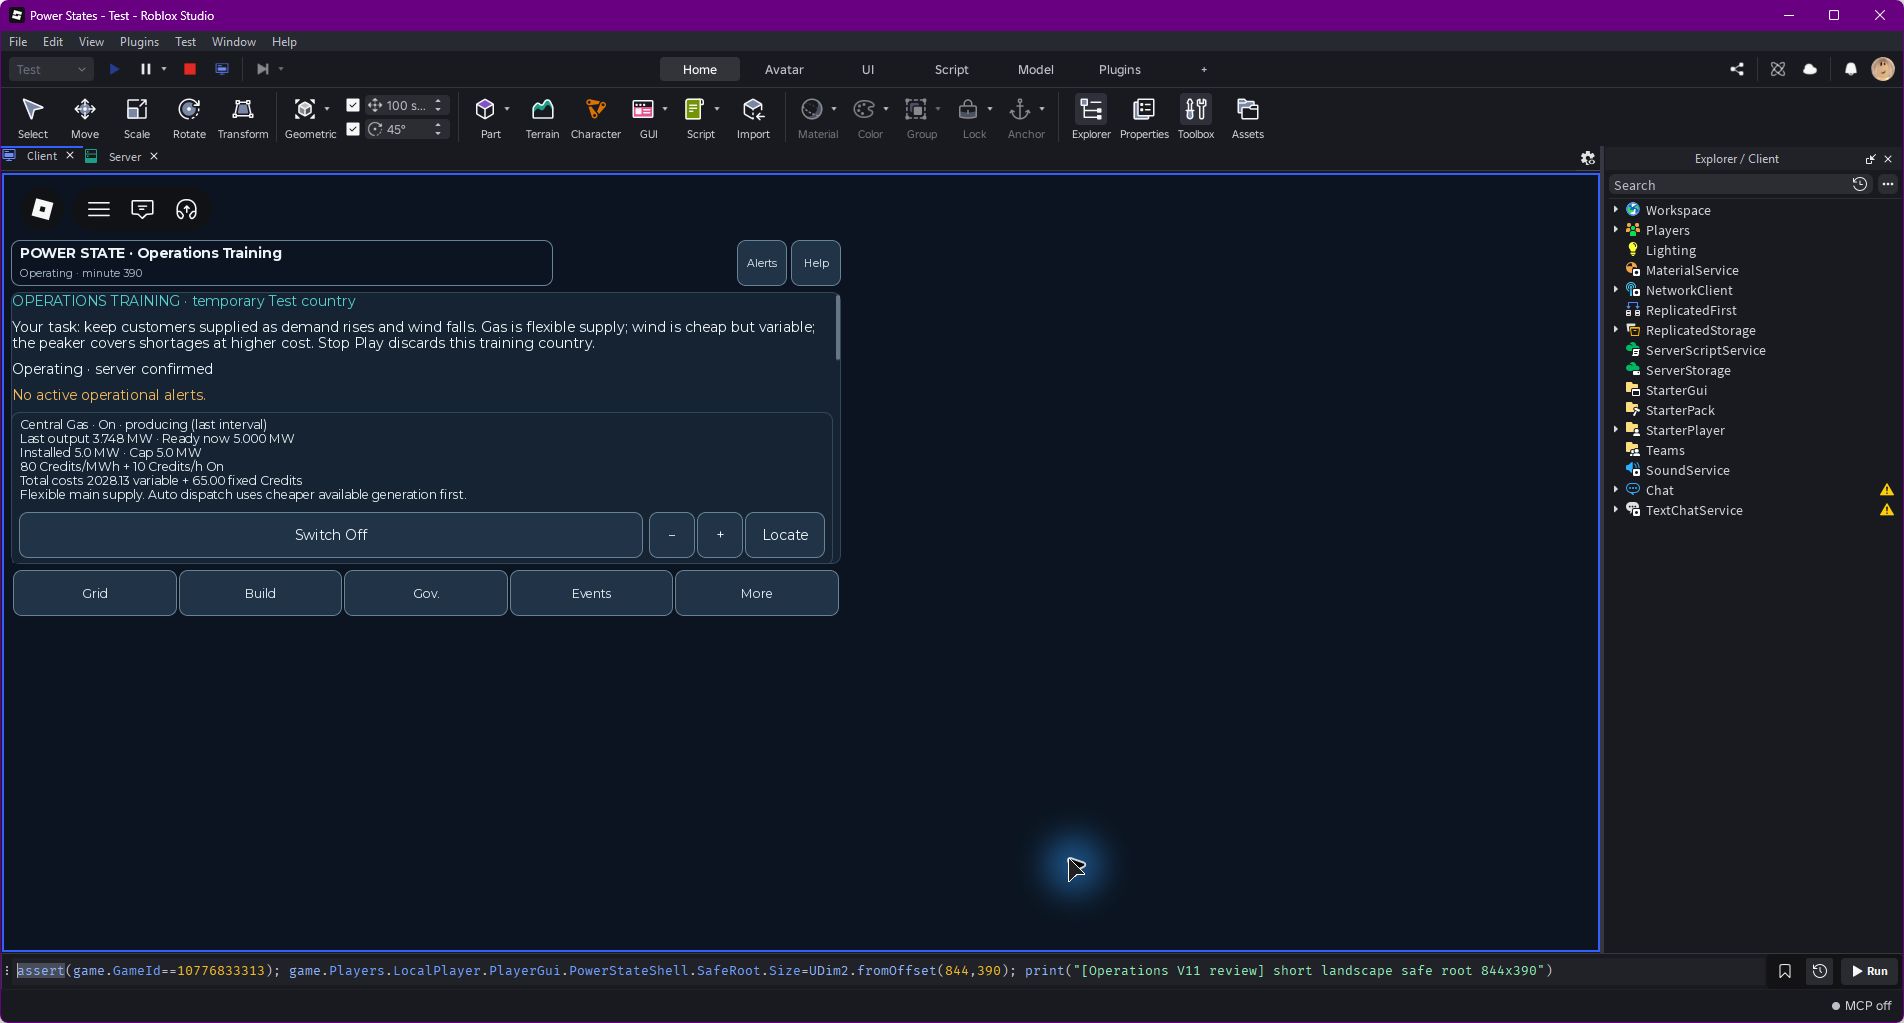 Power States - Test - Roblox Studio
File Edit View Plugins Test Window Help
Test
Home Avatar UI Script Model Plugins +
Select Move Scale Rotate Transform Geometric
100 s...
45°
Part Terrain Character GUI Script Import Material Color Group Lock Anchor Explorer Properties Toolbox Assets
Client Server
Explorer / Client
Search
Workspace
Players
Lighting
MaterialService
NetworkClient
ReplicatedFirst
ReplicatedStorage
ServerScriptService
ServerStorage
StarterGui
StarterPack
StarterPlayer
Teams
SoundService
Chat
TextChatService
POWER STATE · Operations Training
Operating · minute 390
Alerts
Help
OPERATIONS TRAINING · temporary Test country
Your task: keep customers supplied as demand rises and wind falls. Gas is flexible supply; wind is cheap but variable;
the peaker covers shortages at higher cost. Stop Play discards this training country.
Operating · server confirmed
No active operational alerts.
Central Gas · On · producing (last interval)
Last output 3.748 MW · Ready now 5.000 MW
Installed 5.0 MW · Cap 5.0 MW
80 Credits/MWh + 10 Credits/h On
Total costs 2028.13 variable + 65.00 fixed Credits
Flexible main supply. Auto dispatch uses cheaper available generation first.
Switch Off - + Locate
Grid Build Gov. Events More
assert(game.GameId==10776833313); game.Players.LocalPlayer.PlayerGui.PowerStateShell.SafeRoot.Size=UDim2.fromOffset(844,390); print("[Operations V11 review] short landscape safe root 844x390")
Run
MCP off